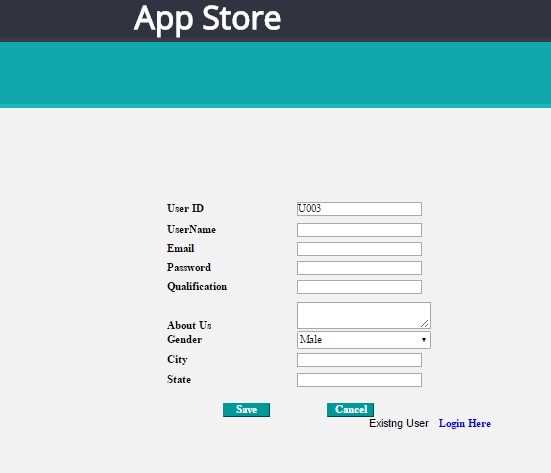 App Store
User ID U003
UserName
Email
Password
Qualification
About Us
Gender Male
City
State
Save Cancel
Existng User Login Here